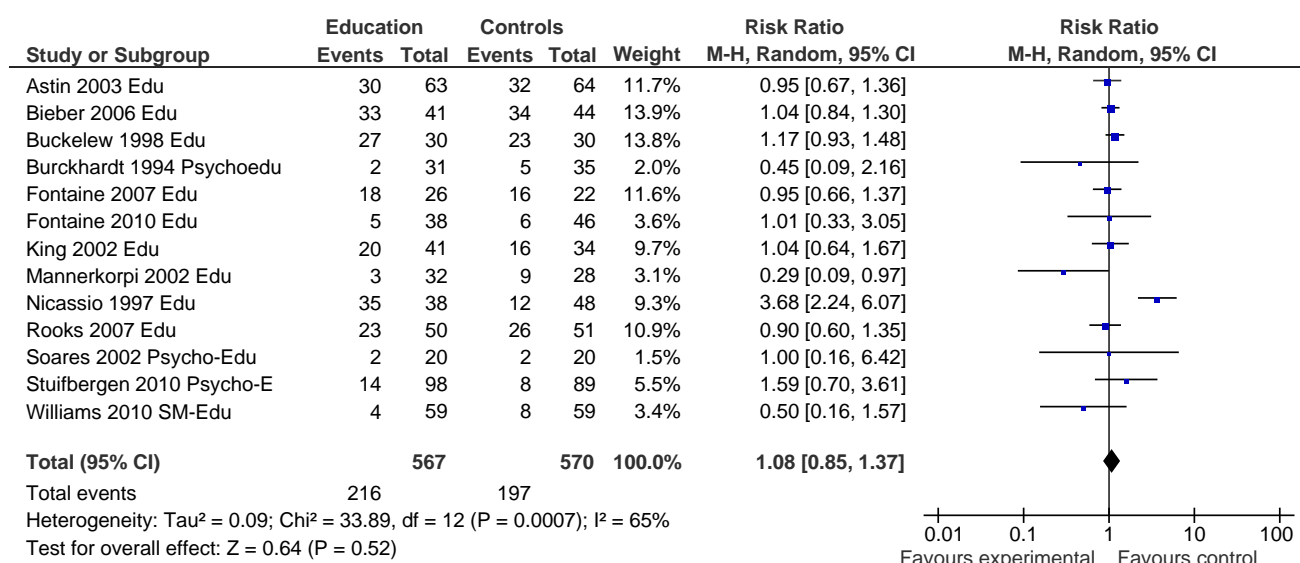 Education Controls Risk Ratio Risk Ratio
Study or Subgroup Events Total Events Total Weight M-H, Random, 95% CI M-H, Random, 95% CI
Astin 2003 Edu 30 63 32 64 11.7% 0.95 [0.67, 1.36]
Bieber 2006 Edu 33 41 34 44 13.9% 1.04 [0.84, 1.30]
Buckelew 1998 Edu 27 30 23 30 13.8% 1.17 [0.93, 1.48]
Burckhardt 1994 Psychoedu 2 31 5 35 2.0% 0.45 [0.09, 2.16]
Fontaine 2007 Edu 18 26 16 22 11.6% 0.95 [0.66, 1.37]
Fontaine 2010 Edu 5 38 6 46 3.6% 1.01 [0.33, 3.05]
King 2002 Edu 20 41 16 34 9.7% 1.04 [0.64, 1.67]
Mannerkorpi 2002 Edu 3 32 9 28 3.1% 0.29 [0.09, 0.97]
Nicassio 1997 Edu 35 38 12 48 9.3% 3.68 [2.24, 6.07]
Rooks 2007 Edu 23 50 26 51 10.9% 0.90 [0.60, 1.35]
Soares 2002 Psycho-Edu 2 20 2 20 1.5% 1.00 [0.16, 6.42]
Stuifbergen 2010 Psycho-E 14 98 8 89 5.5% 1.59 [0.70, 3.61]
Williams 2010 SM-Edu 4 59 8 59 3.4% 0.50 [0.16, 1.57]
Total (95% CI) 567 570 100.0% 1.08 [0.85, 1.37]
Total events 216 197
Heterogeneity: Tau² = 0.09; Chi² = 33.89, df = 12 (P = 0.0007); I² = 65%
Test for overall effect: Z = 0.64 (P = 0.52)
0.01 0.1 1 10 100
Favours experimental Favours control